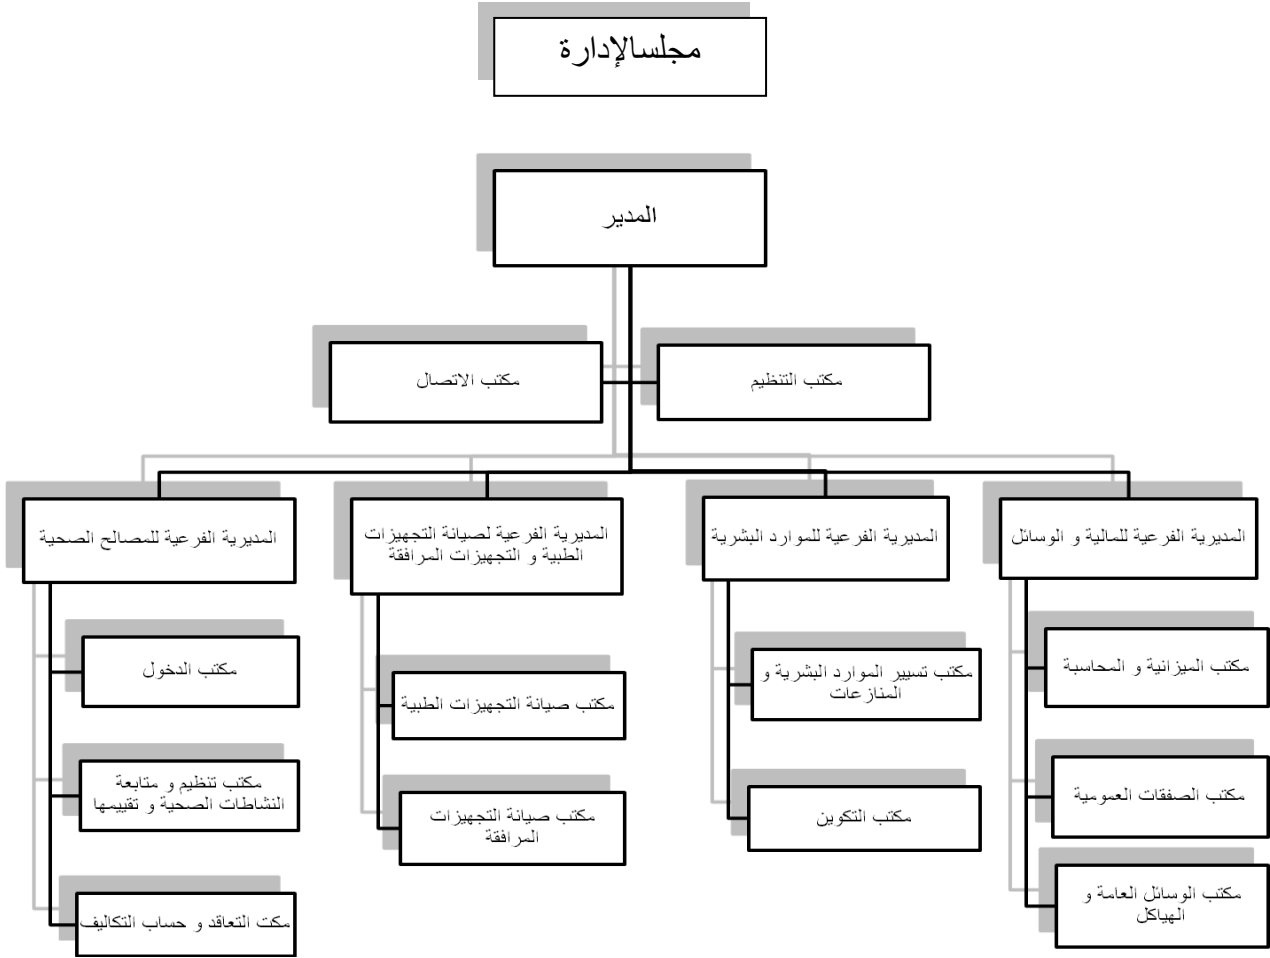 مجلسالإدارة
المدير
مكتب التنظيم
مكتب الاتصال
المديرية الفرعية للمالية و الوسائل
المديرية الفرعية للموارد البشرية
المديرية الفرعية لصيانة التجهيزات
الطبية و التجهيزات المرافقة
المديرية الفرعية للمصالح الصحية
مكتب الميزانية و المحاسبة
مكتب الصفقات العمومية
مكتب الوسائل العامة و
الهياكل
مكتب تسيير الموارد البشرية و
المنازعات
مكتب التكوين
مكتب صيانة التجهيزات الطبية
مكتب صيانة التجهيزات
المرافقة
مكتب الدخول
مكتب تنظيم و متابعة
النشاطات الصحية و تقييمها
مكت التعاقد و حساب التكاليف